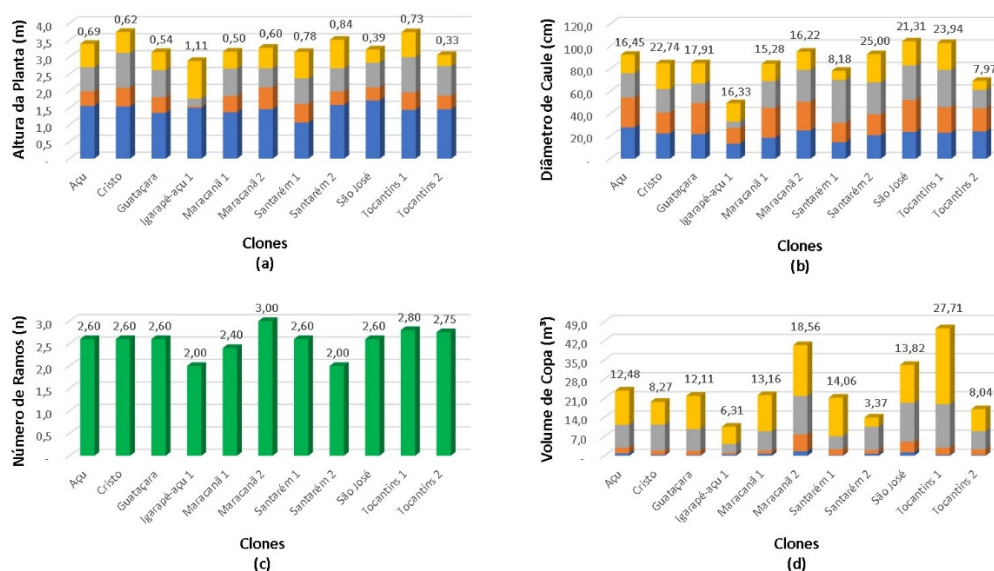 Altura da Planta (m)
4,0
3,5
3,0
2,5
2,0
1,5
1,0
0,5
-
0,69
0,62
0,54
1,11
0,50
0,60
0,78
0,84
0,39
0,73
0,33
Açu
Cristo
Guataçara
Igarapé-açu 1
Maracanã 1
Maracanã 2
Santarém 1
Santarém 2
São José
Tocantins 1
Tocantins 2
Clones
(a)
Diâmetro de Caule (cm)
120,0
100,0
80,0
60,0
40,0
20,0
-
16,45
22,74
17,91
16,33
15,28
16,22
8,18
25,00
21,31
23,94
7,97
Açu
Cristo
Guataçara
Igarapé-açu 1
Maracanã 1
Maracanã 2
Santarém 1
Santarém 2
São José
Tocantins 1
Tocantins 2
Clones
(b)
Número de Ramos (n)
3,0
2,5
2,0
1,5
1,0
0,5
-
2,60
2,60
2,60
2,00
2,40
3,00
2,60
2,00
2,60
2,80
2,75
Açu
Cristo
Guataçara
Igarapé-açu 1
Maracanã 1
Maracanã 2
Santarém 1
Santarém 2
São José
Tocantins 1
Tocantins 2
Clones
(c)
Volume de Copa (m³)
49,0
42,0
35,0
28,0
21,0
14,0
7,0
-
12,48
8,27
12,11
6,31
13,16
18,56
14,06
3,37
13,82
27,71
8,04
Açu
Cristo
Guataçara
Igarapé-açu 1
Maracanã 1
Maracanã 2
Santarém 1
Santarém 2
São José
Tocantins 1
Tocantins 2
Clones
(d)